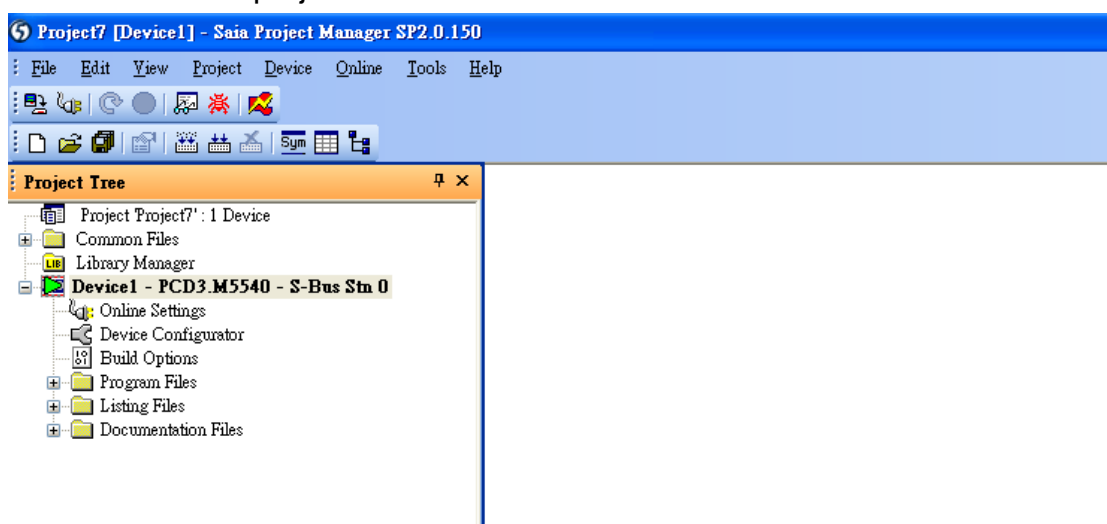 Project7 [Device1] - Saia Project Manager SP2.0.150
File Edit View Project Device Online Tools Help
Sym
Project Tree
Project 'Project7' : 1 Device
Common Files
LIB Library Manager
Device1 - PCD3.M5540 - S-Bus Stn 0
Online Settings
Device Configurator
Build Options
Program Files
Listing Files
Documentation Files